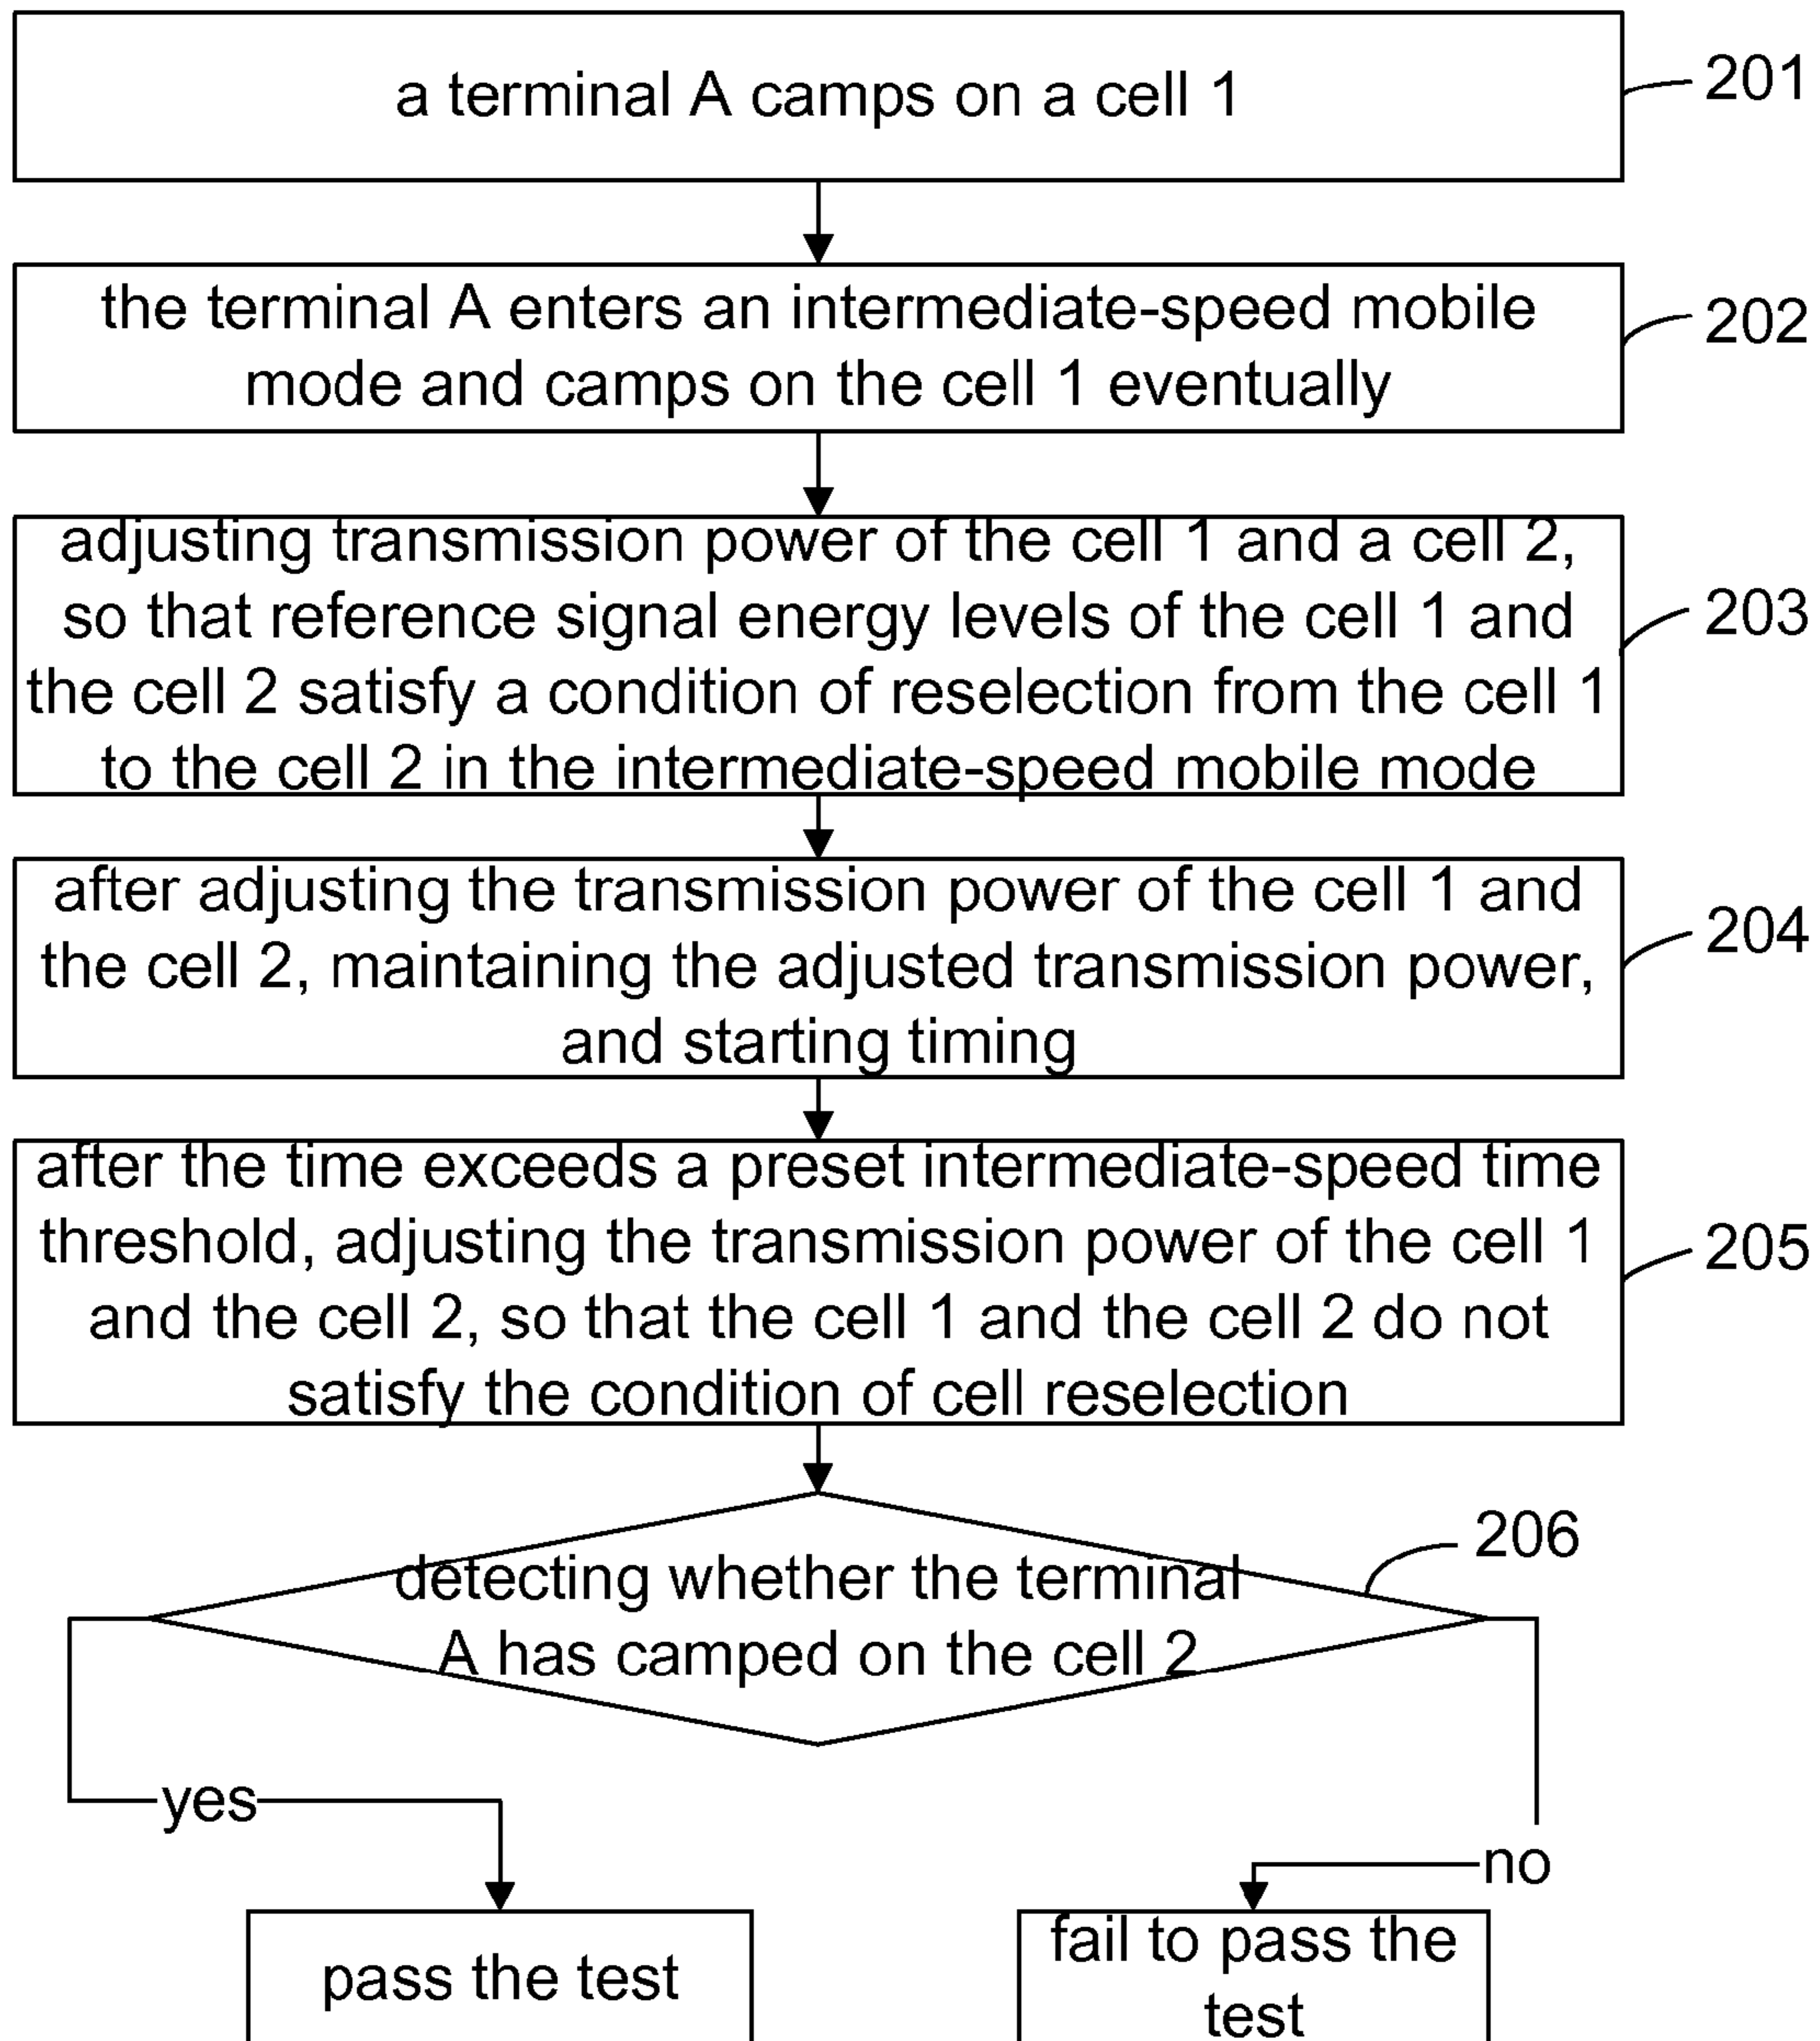 a terminal A camps on a cell 1
201
the terminal A enters an intermediate-speed mobile
mode and camps on the cell 1 eventually
202
adjusting transmission power of the cell 1 and a cell 2,
so that reference signal energy levels of the cell 1 and
the cell 2 satisfy a condition of reselection from the cell 1
to the cell 2 in the intermediate-speed mobile mode
203
after adjusting the transmission power of the cell 1 and
the cell 2, maintaining the adjusted transmission power,
and starting timing
204
after the time exceeds a preset intermediate-speed time
threshold, adjusting the transmission power of the cell 1
and the cell 2, so that the cell 1 and the cell 2 do not
satisfy the condition of cell reselection
205
detecting whether the terminal
A has camped on the cell 2
206
yes
no
pass the test
fail to pass the
test